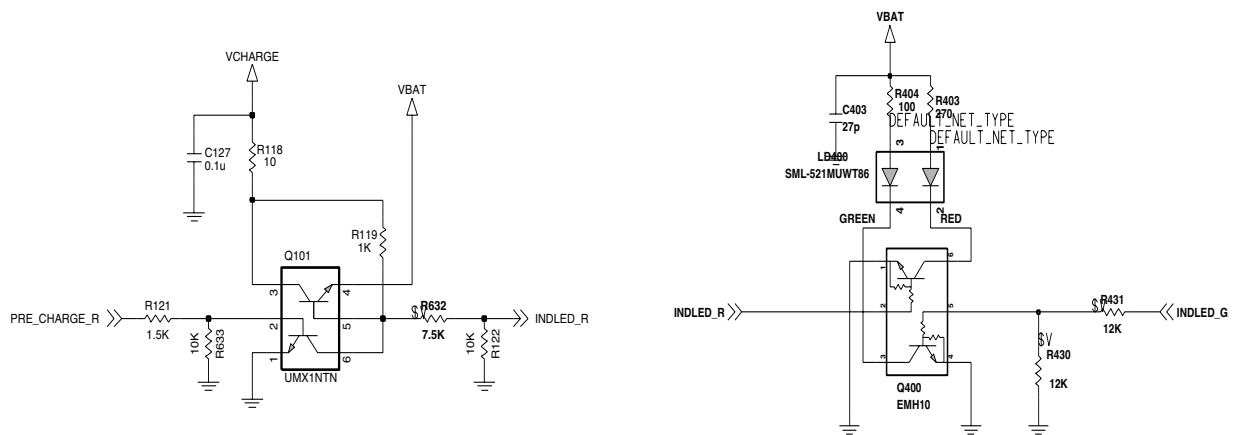 VCHARGE
VBAT
C127
0.1u
R118
10
R119
1K
Q101
3
4
2
5
1
6
UMX1NTN
PRE_CHARGE_R
R121
1.5K
10K
R633
$V
R632
7.5K
10K
R122
INDLED_R
VBAT
C403
27p
R404
100
R403
270
DEFAULT_NET_TYPE
DEFAULT_NET_TYPE
3
1
LD400
SML-521MUWT86
4
2
GREEN
RED
1
6
2
5
3
4
INDLED_R
Q400
EMH10
$V
R431
12K
INDLED_G
$V
R430
12K